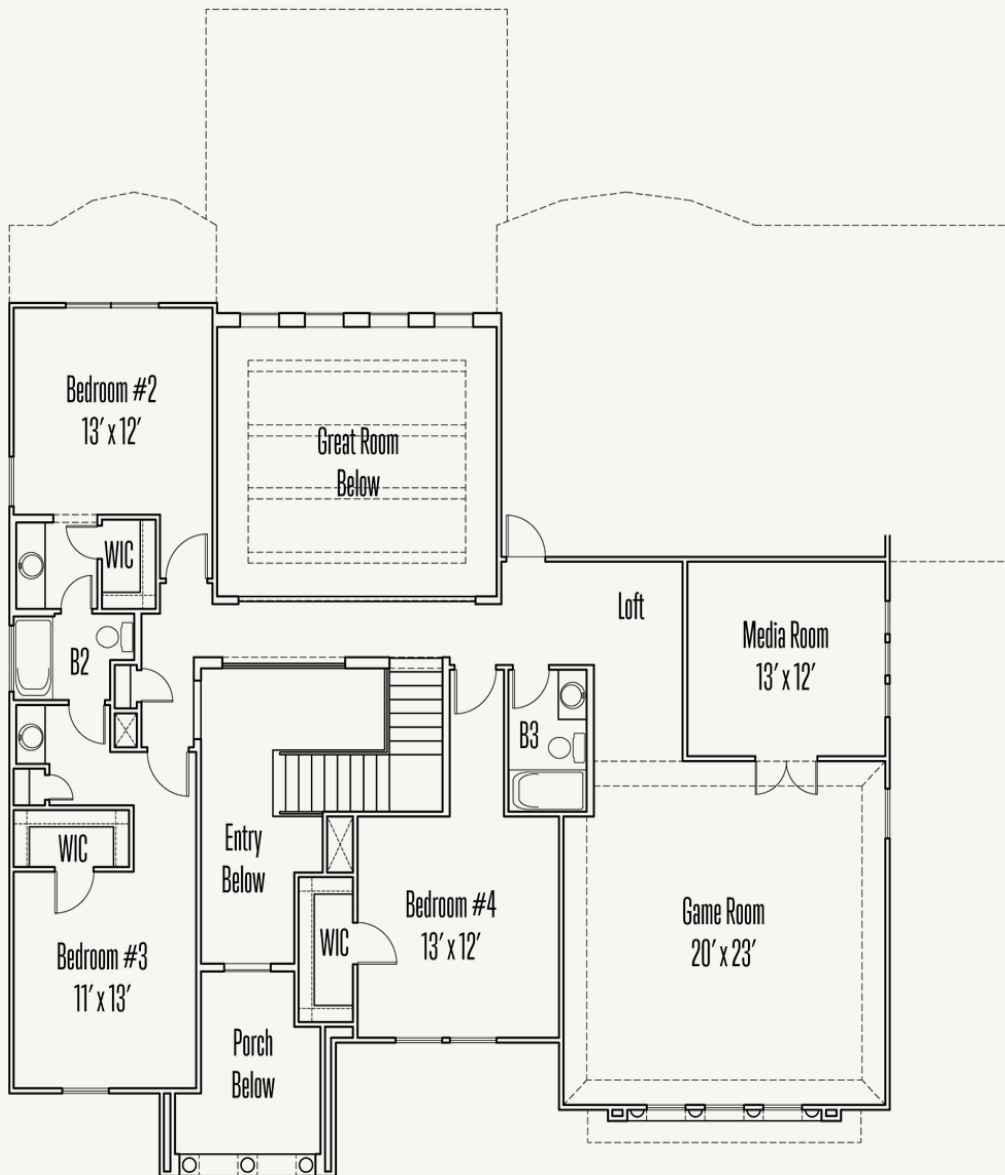 Bedroom #2
13' x 12'
Great Room
Below
WIC
Loft
Media Room
13' x 12'
B2
B3
Entry
Below
WIC
Bedroom #4
13' x 12'
Game Room
20' x 23'
WIC
Bedroom #3
11' x 13'
Porch
Below